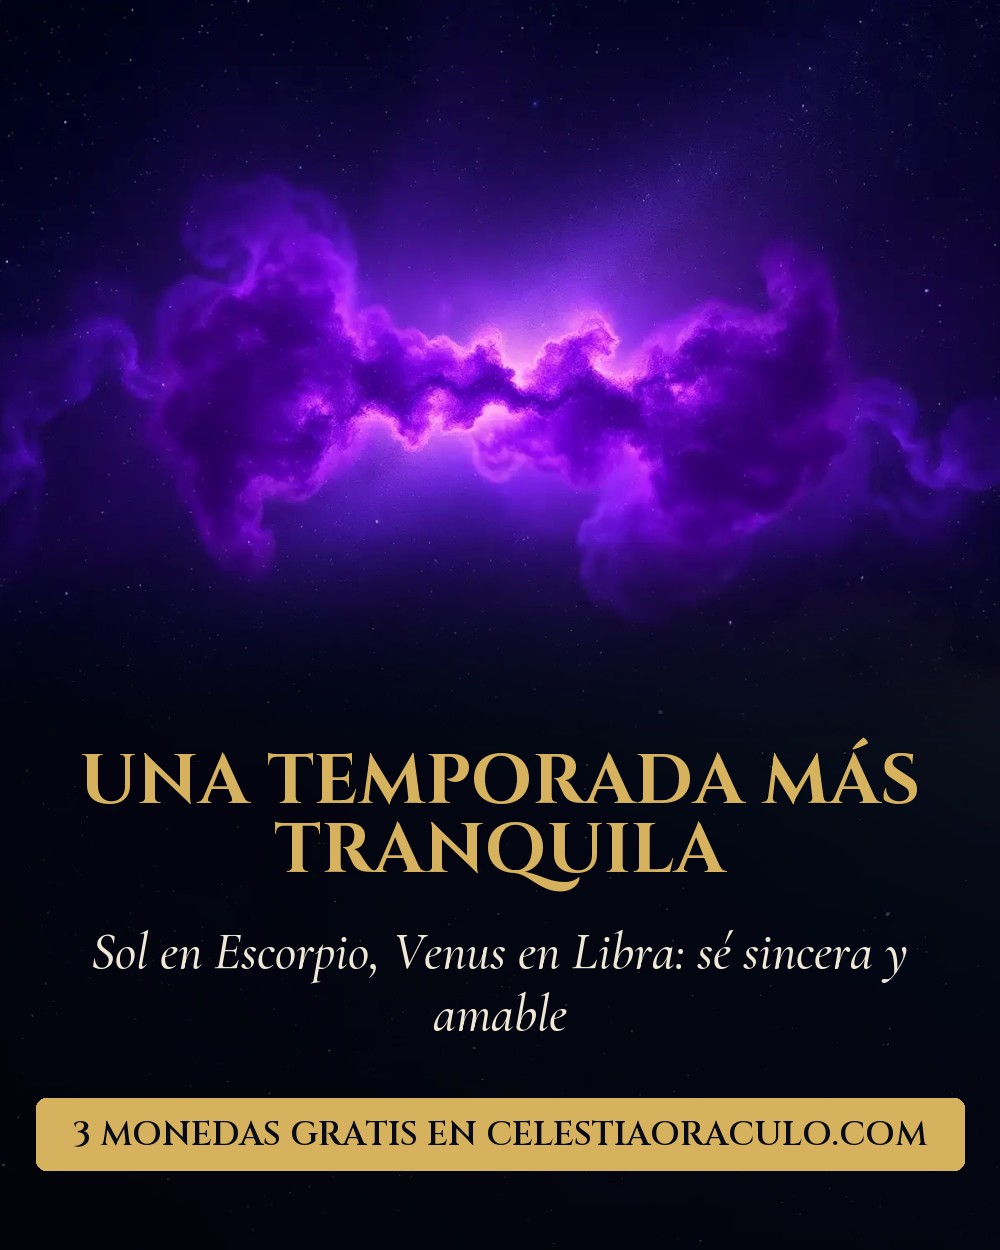 UNA TEMPORADA MÁS
TRANQUILA
Sol en Escorpio, Venus en Libra: sé sincera y
amable
3 MONEDAS GRATIS EN CELESTIAORACULO.COM